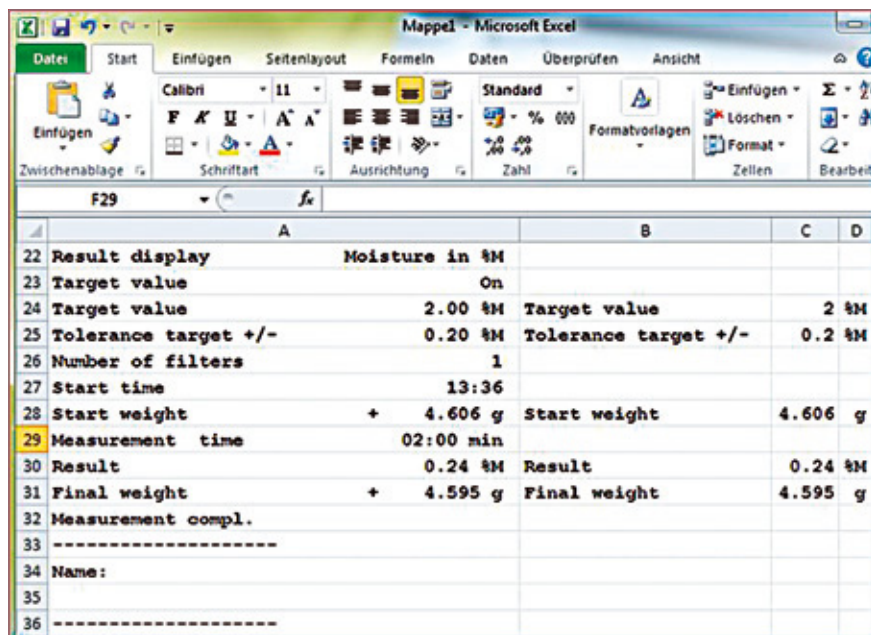 Mappe1 - Microsoft Excel
Datei Start Einfügen Seitenlayout Formeln Daten Überprüfen Ansicht
Calibri 11 Standard Einfügen
Einfügen F K U A A % 000 Formatvorlagen Löschen
Format
Zwischenablage Schriftart Ausrichtung Zahl Zellen Bearbeit
F29 fx
A B C D
22 Result display Moisture in %M
23 Target value On
24 Target value 2.00 %M Target value 2 %M
25 Tolerance target +/- 0.20 %M Tolerance target +/- 0.2 %M
26 Number of filters 1
27 Start time 13:36
28 Start weight + 4.606 g Start weight 4.606 g
29 Measurement time 02:00 min
30 Result 0.24 %M Result 0.24 %M
31 Final weight + 4.595 g Final weight 4.595 g
32 Measurement compl.
33 --------------------
34 Name:
35
36 --------------------